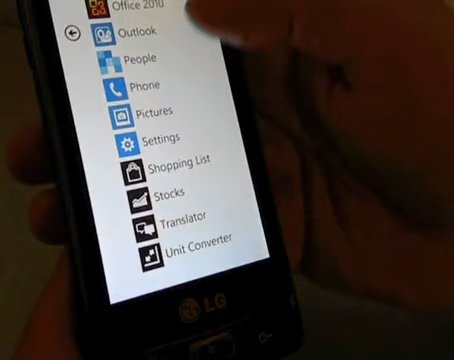 Office 2010
Outlook
People
Phone
Pictures
Settings
Shopping List
Stocks
Translator
Unit Converter
LG